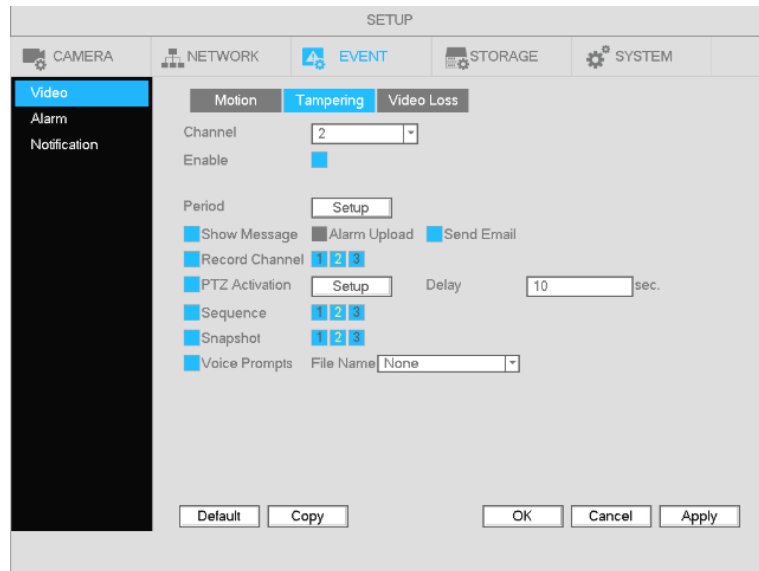 SETUP
CAMERA NETWORK EVENT STORAGE SYSTEM
Video
Alarm
Notification
Motion Tampering Video Loss
Channel 2
Enable
Period Setup
Show Message Alarm Upload Send Email
Record Channel 1 2 3
PTZ Activation Setup Delay 10 sec.
Sequence 1 2 3
Snapshot 1 2 3
Voice Prompts File Name None
Default Copy OK Cancel Apply